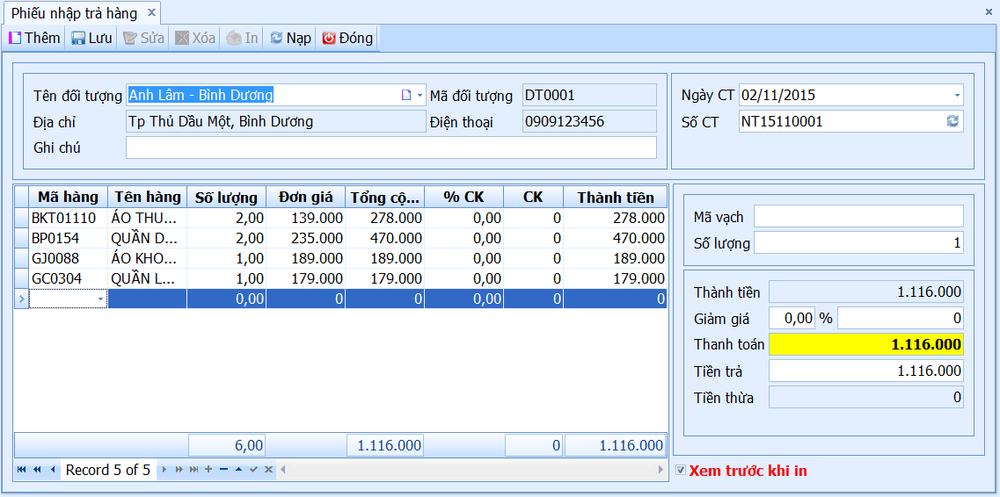 Phiếu nhập trả hàng
Thêm Lưu Sửa Xóa In Nạp Đóng
Tên đối tượng Anh Lâm - Bình Dương Mã đối tượng DT0001
Địa chỉ Tp Thủ Dầu Một, Bình Dương Điện thoại 0909123456
Ghi chú
Ngày CT 02/11/2015
Số CT NT15110001
Mã hàng Tên hàng Số lượng Đơn giá Tổng cộ... % CK CK Thành tiền
BKT01110 ÁO THU... 2,00 139.000 278.000 0,00 0 278.000
BP0154 QUẦN D... 2,00 235.000 470.000 0,00 0 470.000
GJ0088 ÁO KHO... 1,00 189.000 189.000 0,00 0 189.000
GC0304 QUẦN L... 1,00 179.000 179.000 0,00 0 179.000
0,00 0 0 0,00 0 0
6,00 1.116.000 0 1.116.000
Record 5 of 5
Mã vạch
Số lượng 1
Thành tiền 1.116.000
Giảm giá 0,00 % 0
Thanh toán 1.116.000
Tiền trả 1.116.000
Tiền thừa 0
Xem trước khi in